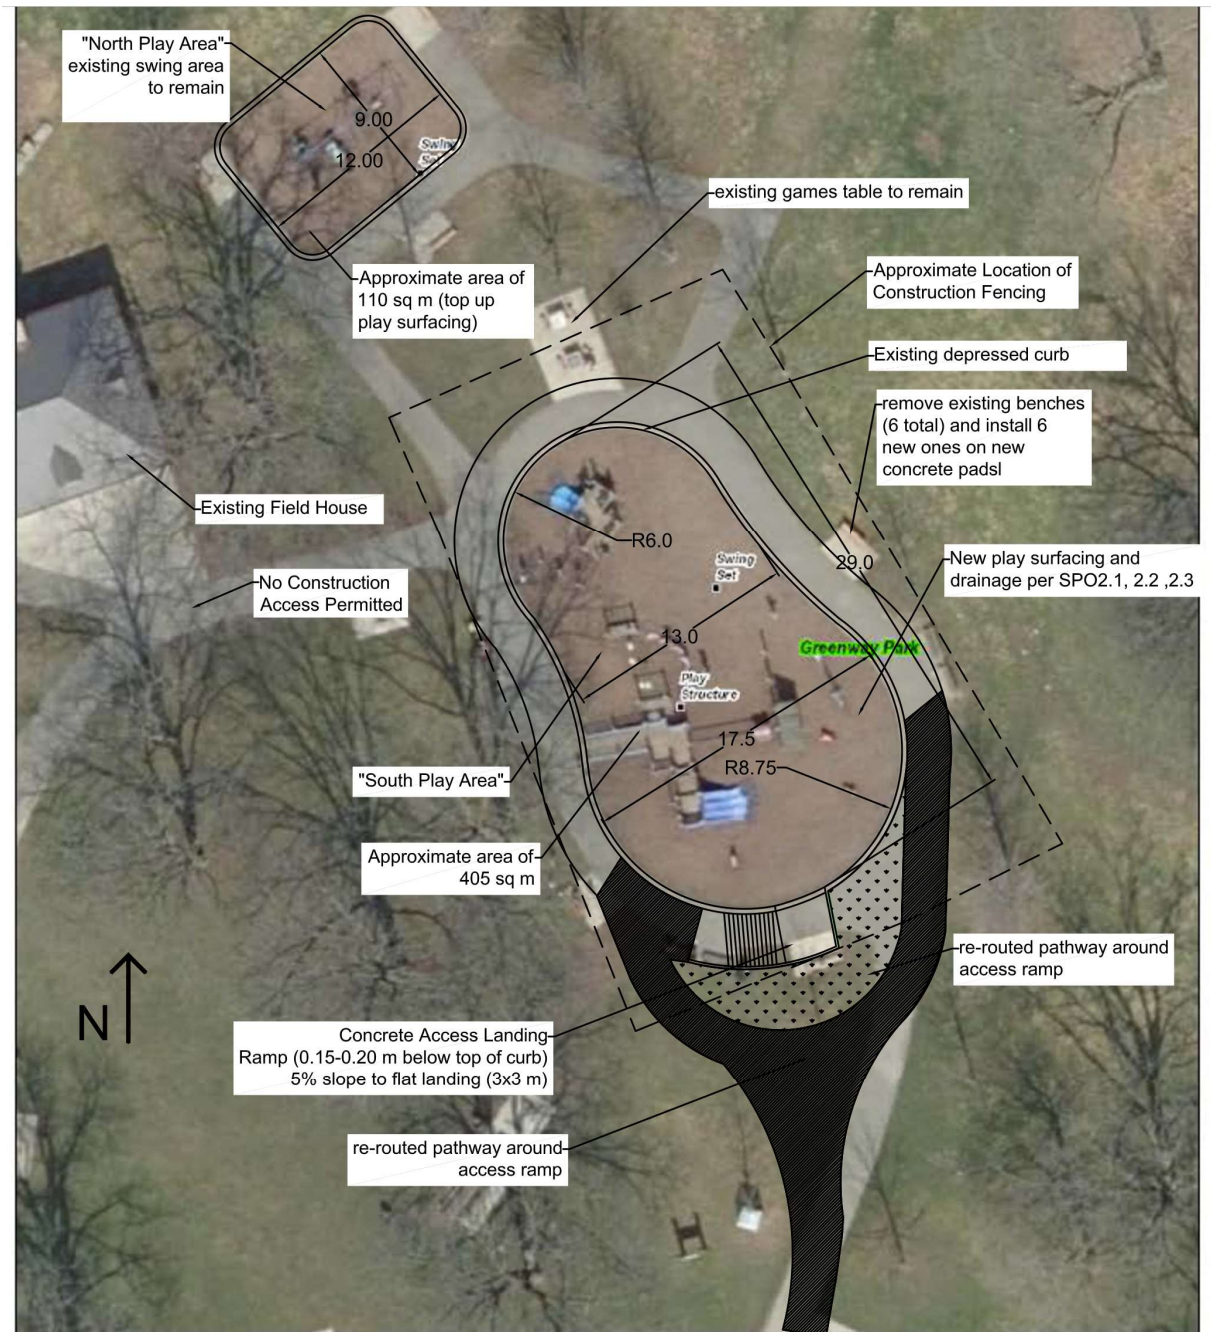 "North Play Area"
existing swing area
to remain
9.00
12.00
Swing
Set
existing games table to remain
Approximate area of
110 sq m (top up
play surfacing)
Approximate Location of
Construction Fencing
Existing depressed curb
remove existing benches
(6 total) and install 6
new ones on new
concrete padsl
Existing Field House
R6.0
29.0
Swing
Set
New play surfacing and
drainage per SPO2.1, 2.2 ,2.3
No Construction
Access Permitted
13.0
Greenway Park
Play
Structure
17.5
R8.75
"South Play Area"
Approximate area of
405 sq m
re-routed pathway around
access ramp
N
Concrete Access Landing
Ramp (0.15-0.20 m below top of curb)
5% slope to flat landing (3x3 m)
re-routed pathway around
access ramp